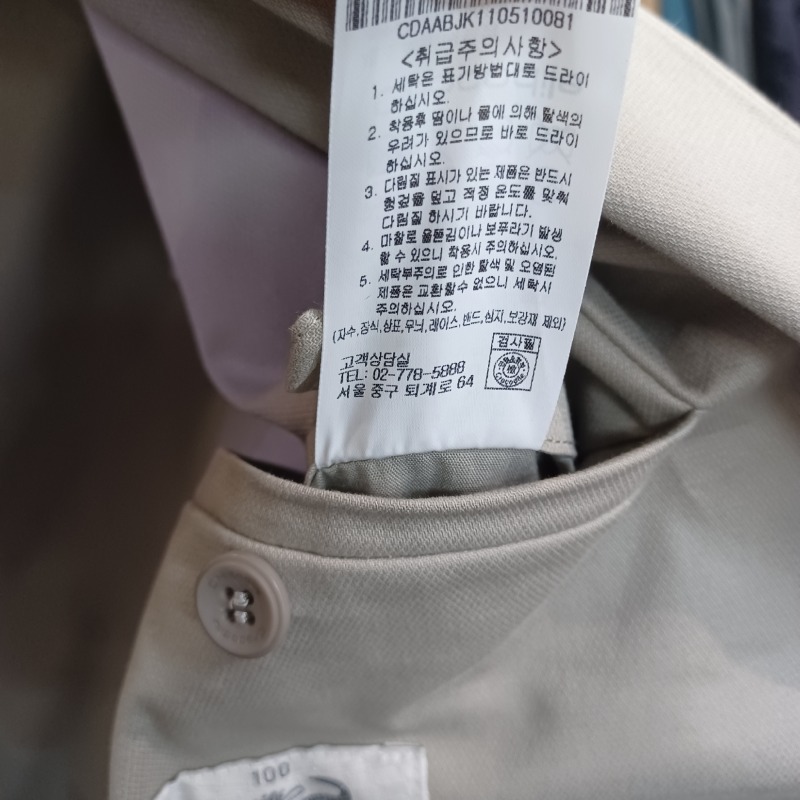 CDAABJK110510081
<취급주의사항>
1. 세탁은 표기방법대로 드라이
하십시오.
2. 착용후 땀이나 물에 의해 탈색의
우려가 있으므로 바로 드라이
하십시오.
3. 다림질 표시가 있는 제품은 반드시
헝겊을 덮고 적정 온도를 맞춰
다림질 하시기 바랍니다.
4. 마찰로 올뜯김이나 보푸라기 발생
할 수 있으니 착용시 주의하십시오.
5. 세탁부주의로 인한 탈색 및 오염된
제품은 교환할수 없으니 세탁시
주의하십시오.
(자수,장식,상표,무늬,레이스,밴드,심지,보강재 제외)
검사필
고객상담실
TEL: 02-778-5888
서울 중구 퇴계로 64
Crocodile
100